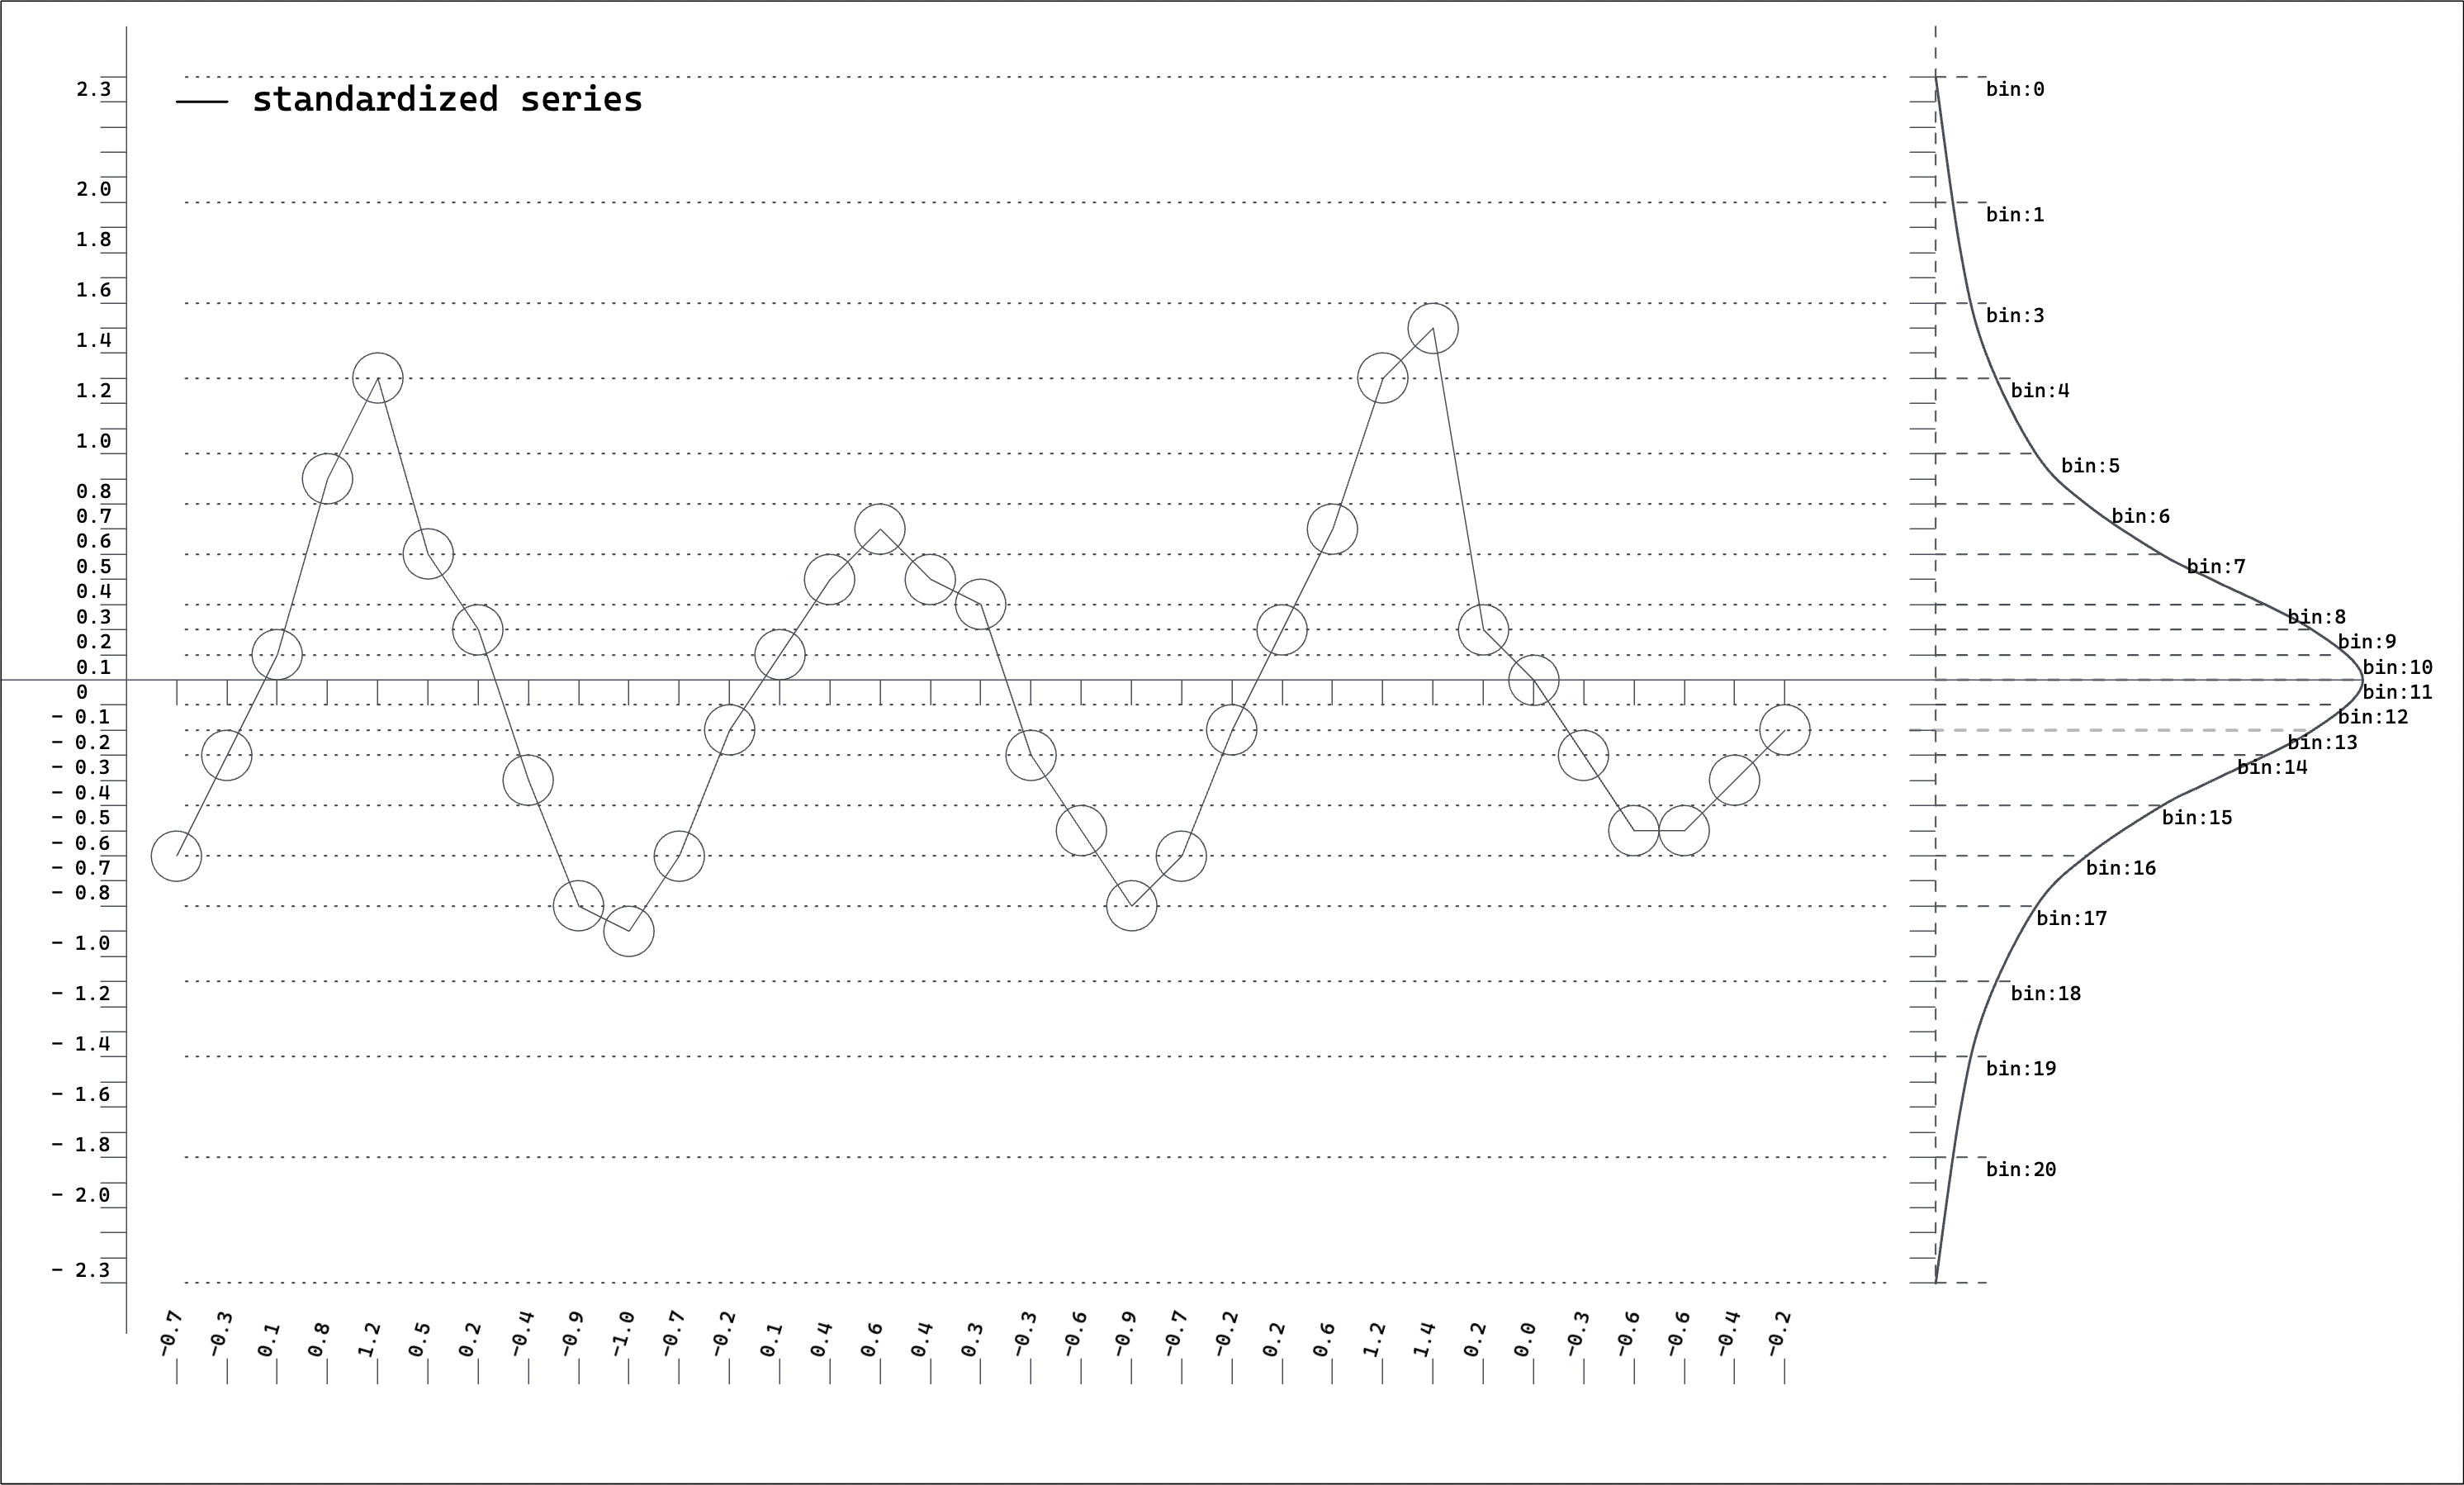 standardized series
2.3
2.0
1.8
1.6
1.4
1.2
1.0
0.8
0.7
0.6
0.5
0.4
0.3
0.2
0.1
0
− 0.1
− 0.2
− 0.3
− 0.4
− 0.5
− 0.6
− 0.7
− 0.8
− 1.0
− 1.2
− 1.4
− 1.6
− 1.8
− 2.0
− 2.3
−0.7 −0.3 0.1 0.8 1.2 0.5 0.2 −0.4 −0.9 −1.0 −0.7 −0.2 0.1 0.4 0.6 0.4 0.3 −0.3 −0.6 −0.9 −0.7 −0.2 0.2 0.6 1.2 1.4 0.2 0.0 −0.3 −0.6 −0.6 −0.4 −0.2
bin:0
bin:1
bin:3
bin:4
bin:5
bin:6
bin:7
bin:8
bin:9
bin:10
bin:11
bin:12
bin:13
bin:14
bin:15
bin:16
bin:17
bin:18
bin:19
bin:20